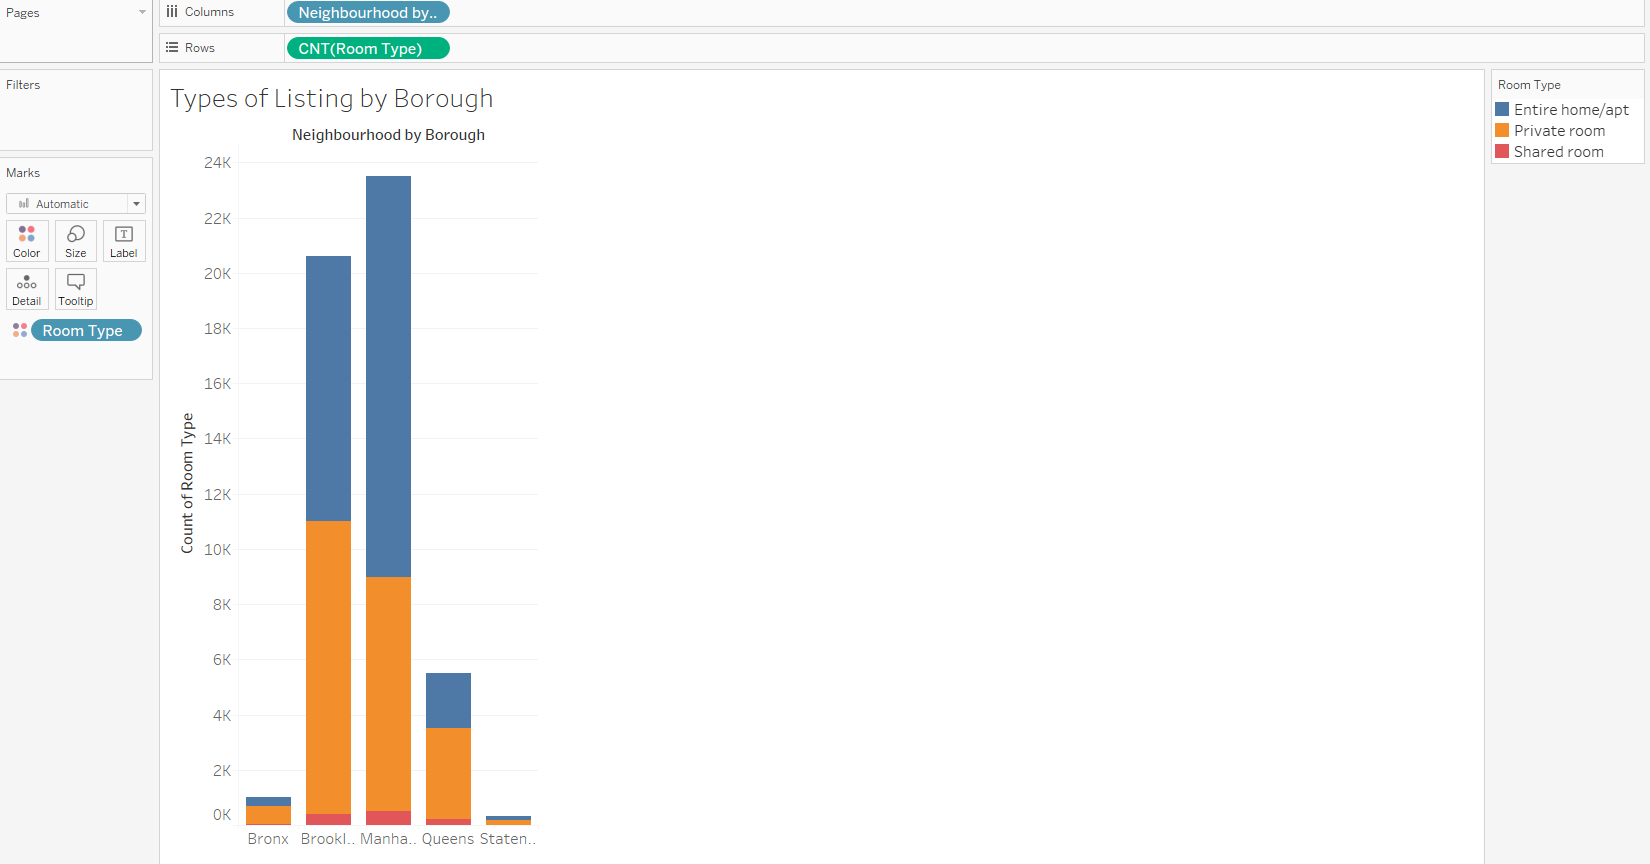 Pages
Columns
Neighbourhood by..
Rows
CNT(Room Type)
Filters
Marks
Automatic
Color
Size
T
Label
Detail
Tooltip
Room Type
Types of Listing by Borough
Neighbourhood by Borough
24K
22K
20K
18K
16K
14K
12K
10K
8K
6K
4K
2K
0K
Count of Room Type
Bronx
Brookl..
Manha..
Queens
Staten..
Room Type
Entire home/apt
Private room
Shared room